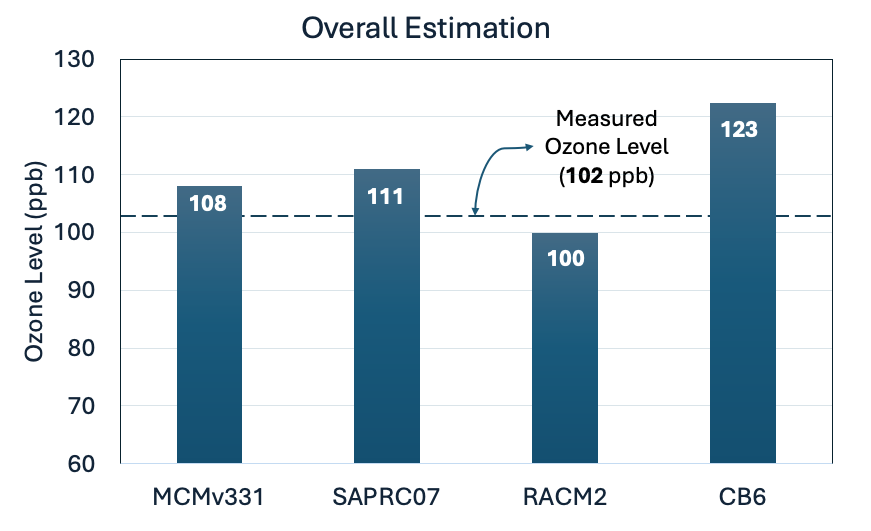 Overall Estimation
Ozone Level (ppb)
130
120
110
100
90
80
70
60
Measured
Ozone Level
(102 ppb)
108
111
100
123
MCMv331
SAPRC07
RACM2
CB6